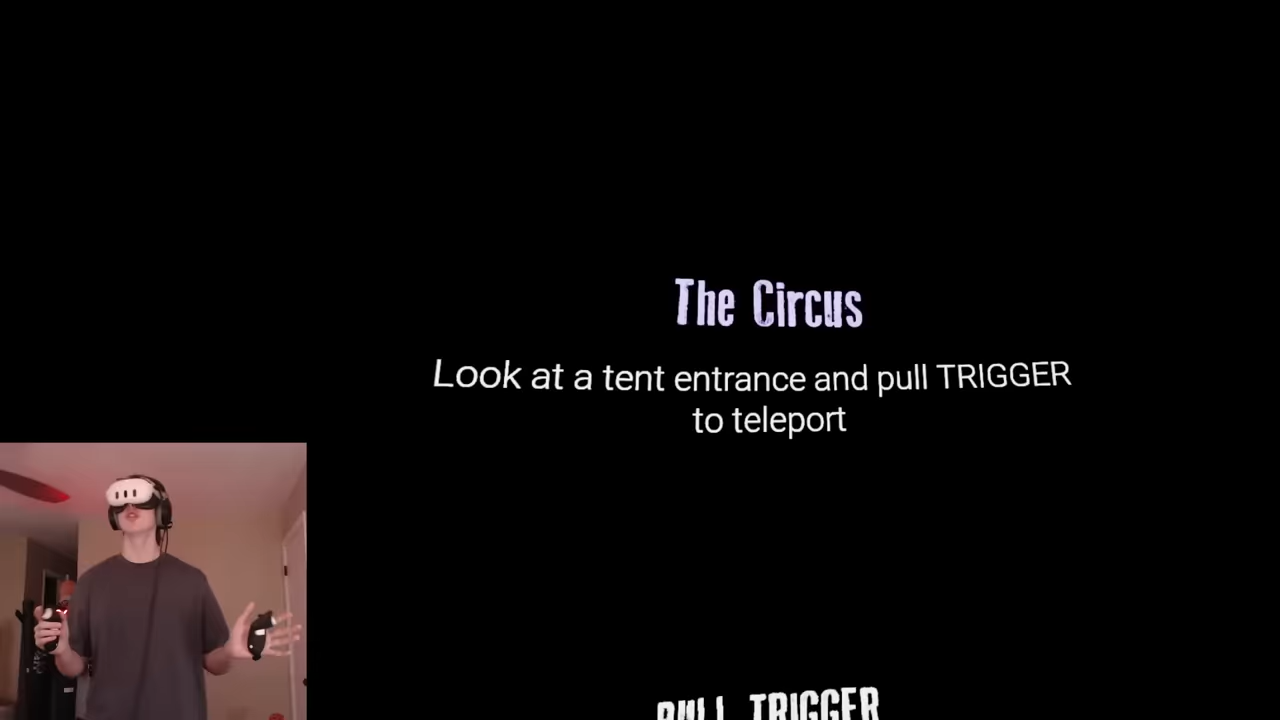 The Circus
Look at a tent entrance and pull TRIGGER
to teleport
PULL TRIGGER